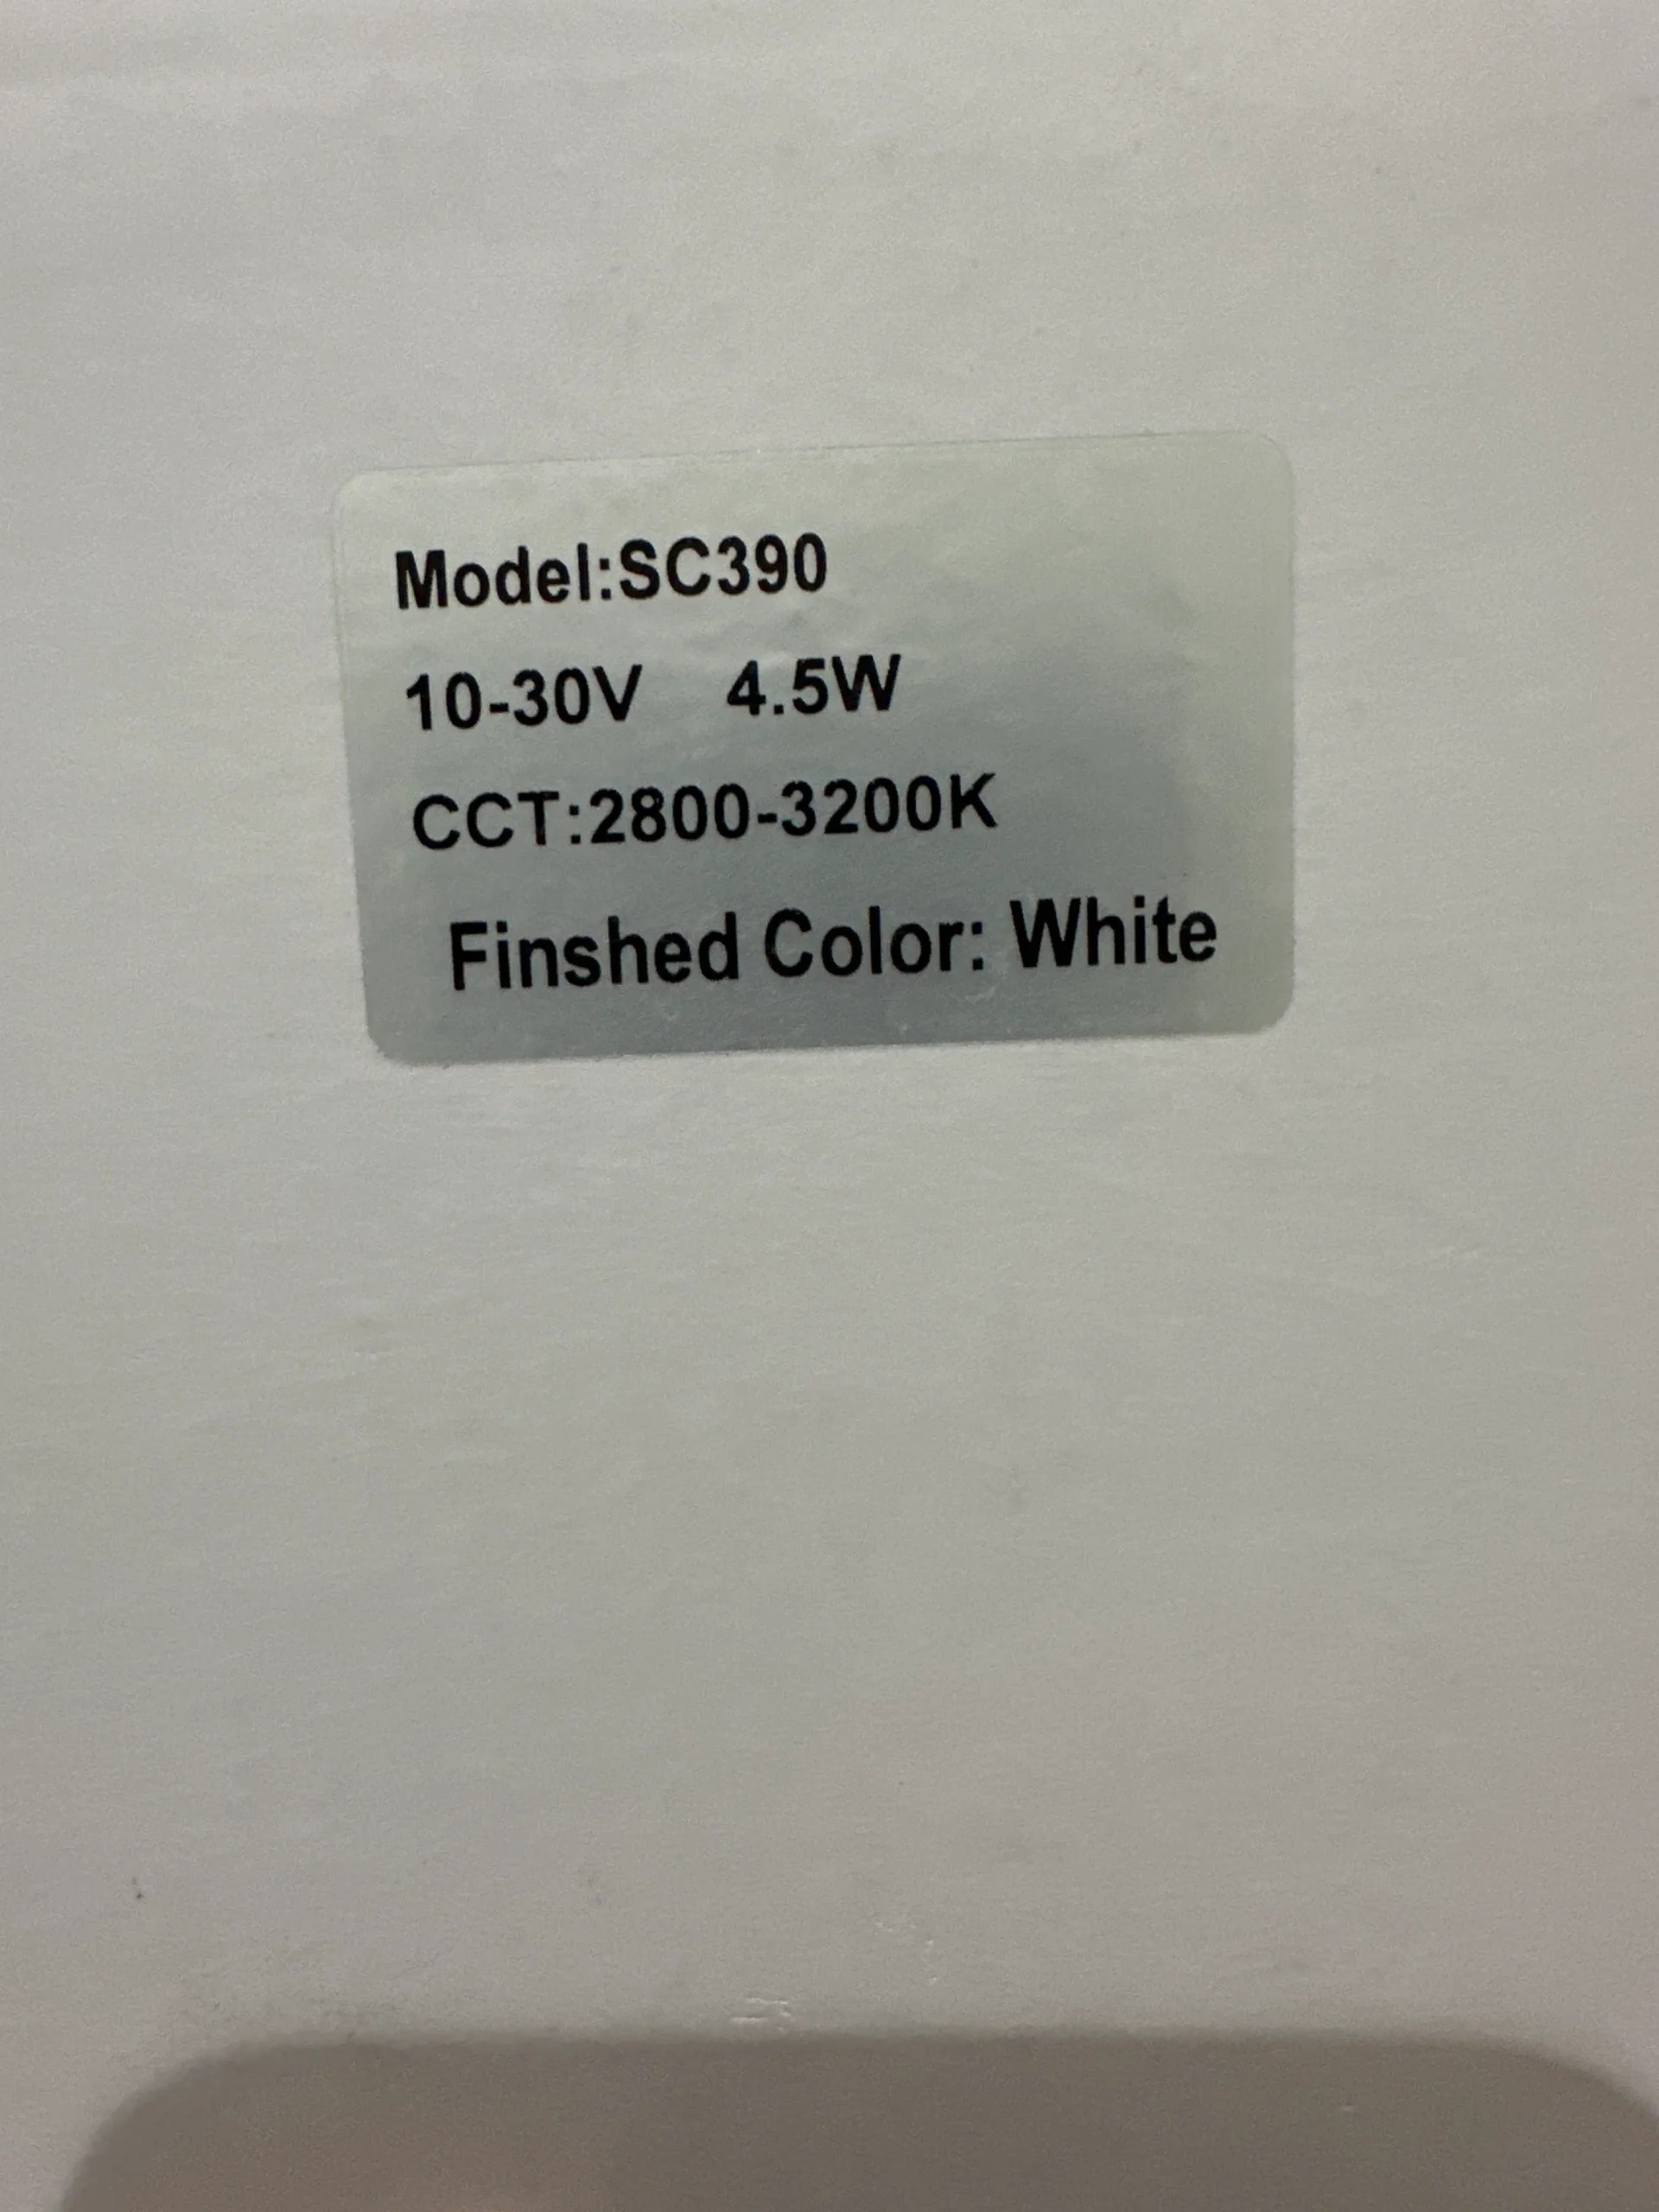 Model:SC390
10-30V 4.5W
CCT:2800-3200K
Finshed Color: White